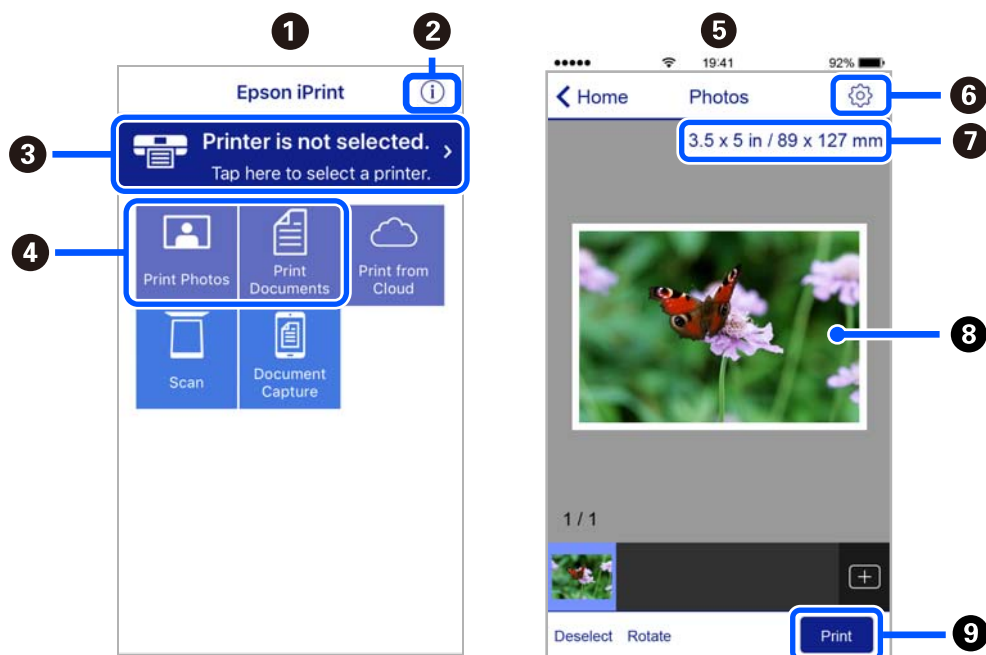 1
2
Epson iPrint
3
Printer is not selected.
Tap here to select a printer.
4
Print Photos
Print
Documents
Print from
Cloud
Scan
Document
Capture
5
19:41
92%
Home
Photos
6
3.5 x 5 in / 89 x 127 mm
7
8
1 / 1
Deselect
Rotate
Print
9